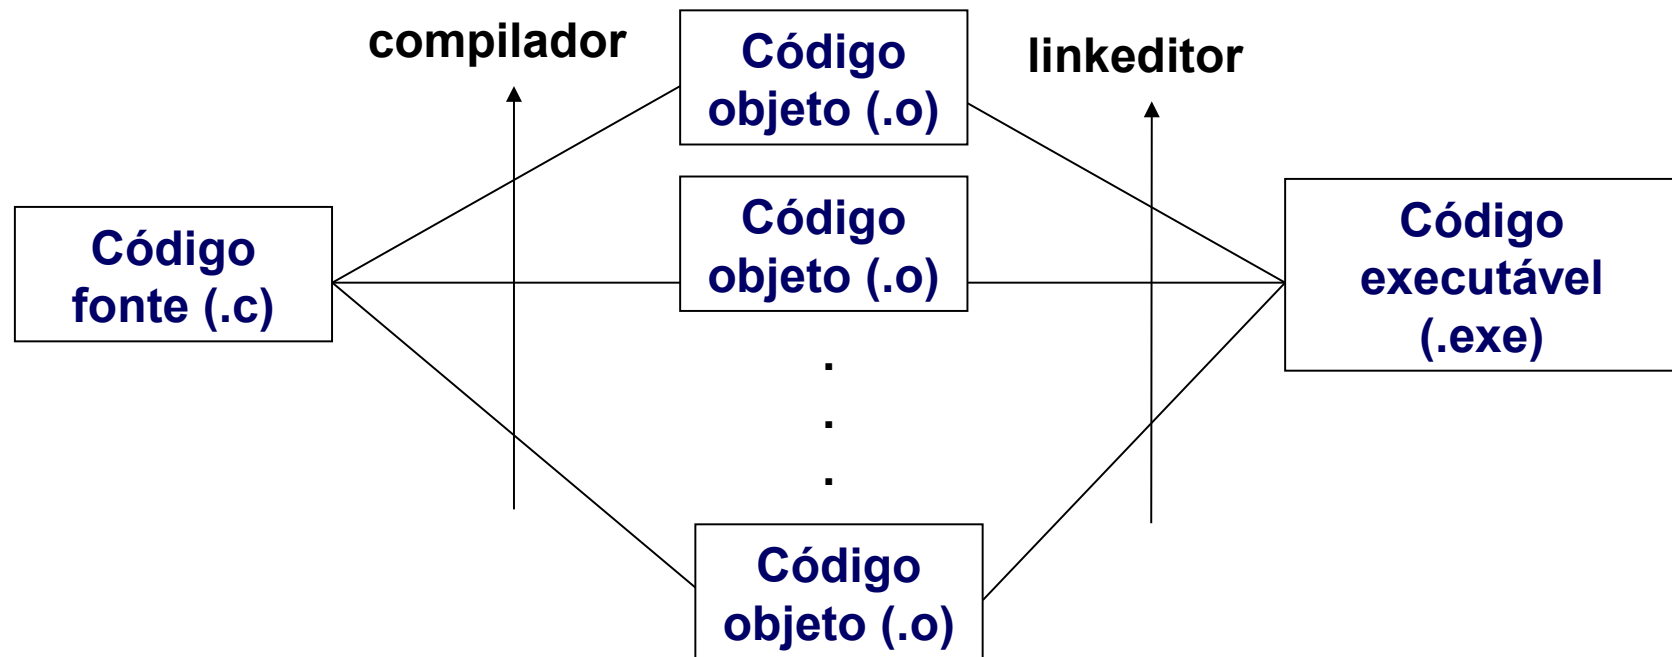 compilador
Código
objeto (.o)
linkeditor
Código
fonte (.c)
Código
objeto (.o)
Código
executável
(.exe)
.
.
.
Código
objeto (.o)